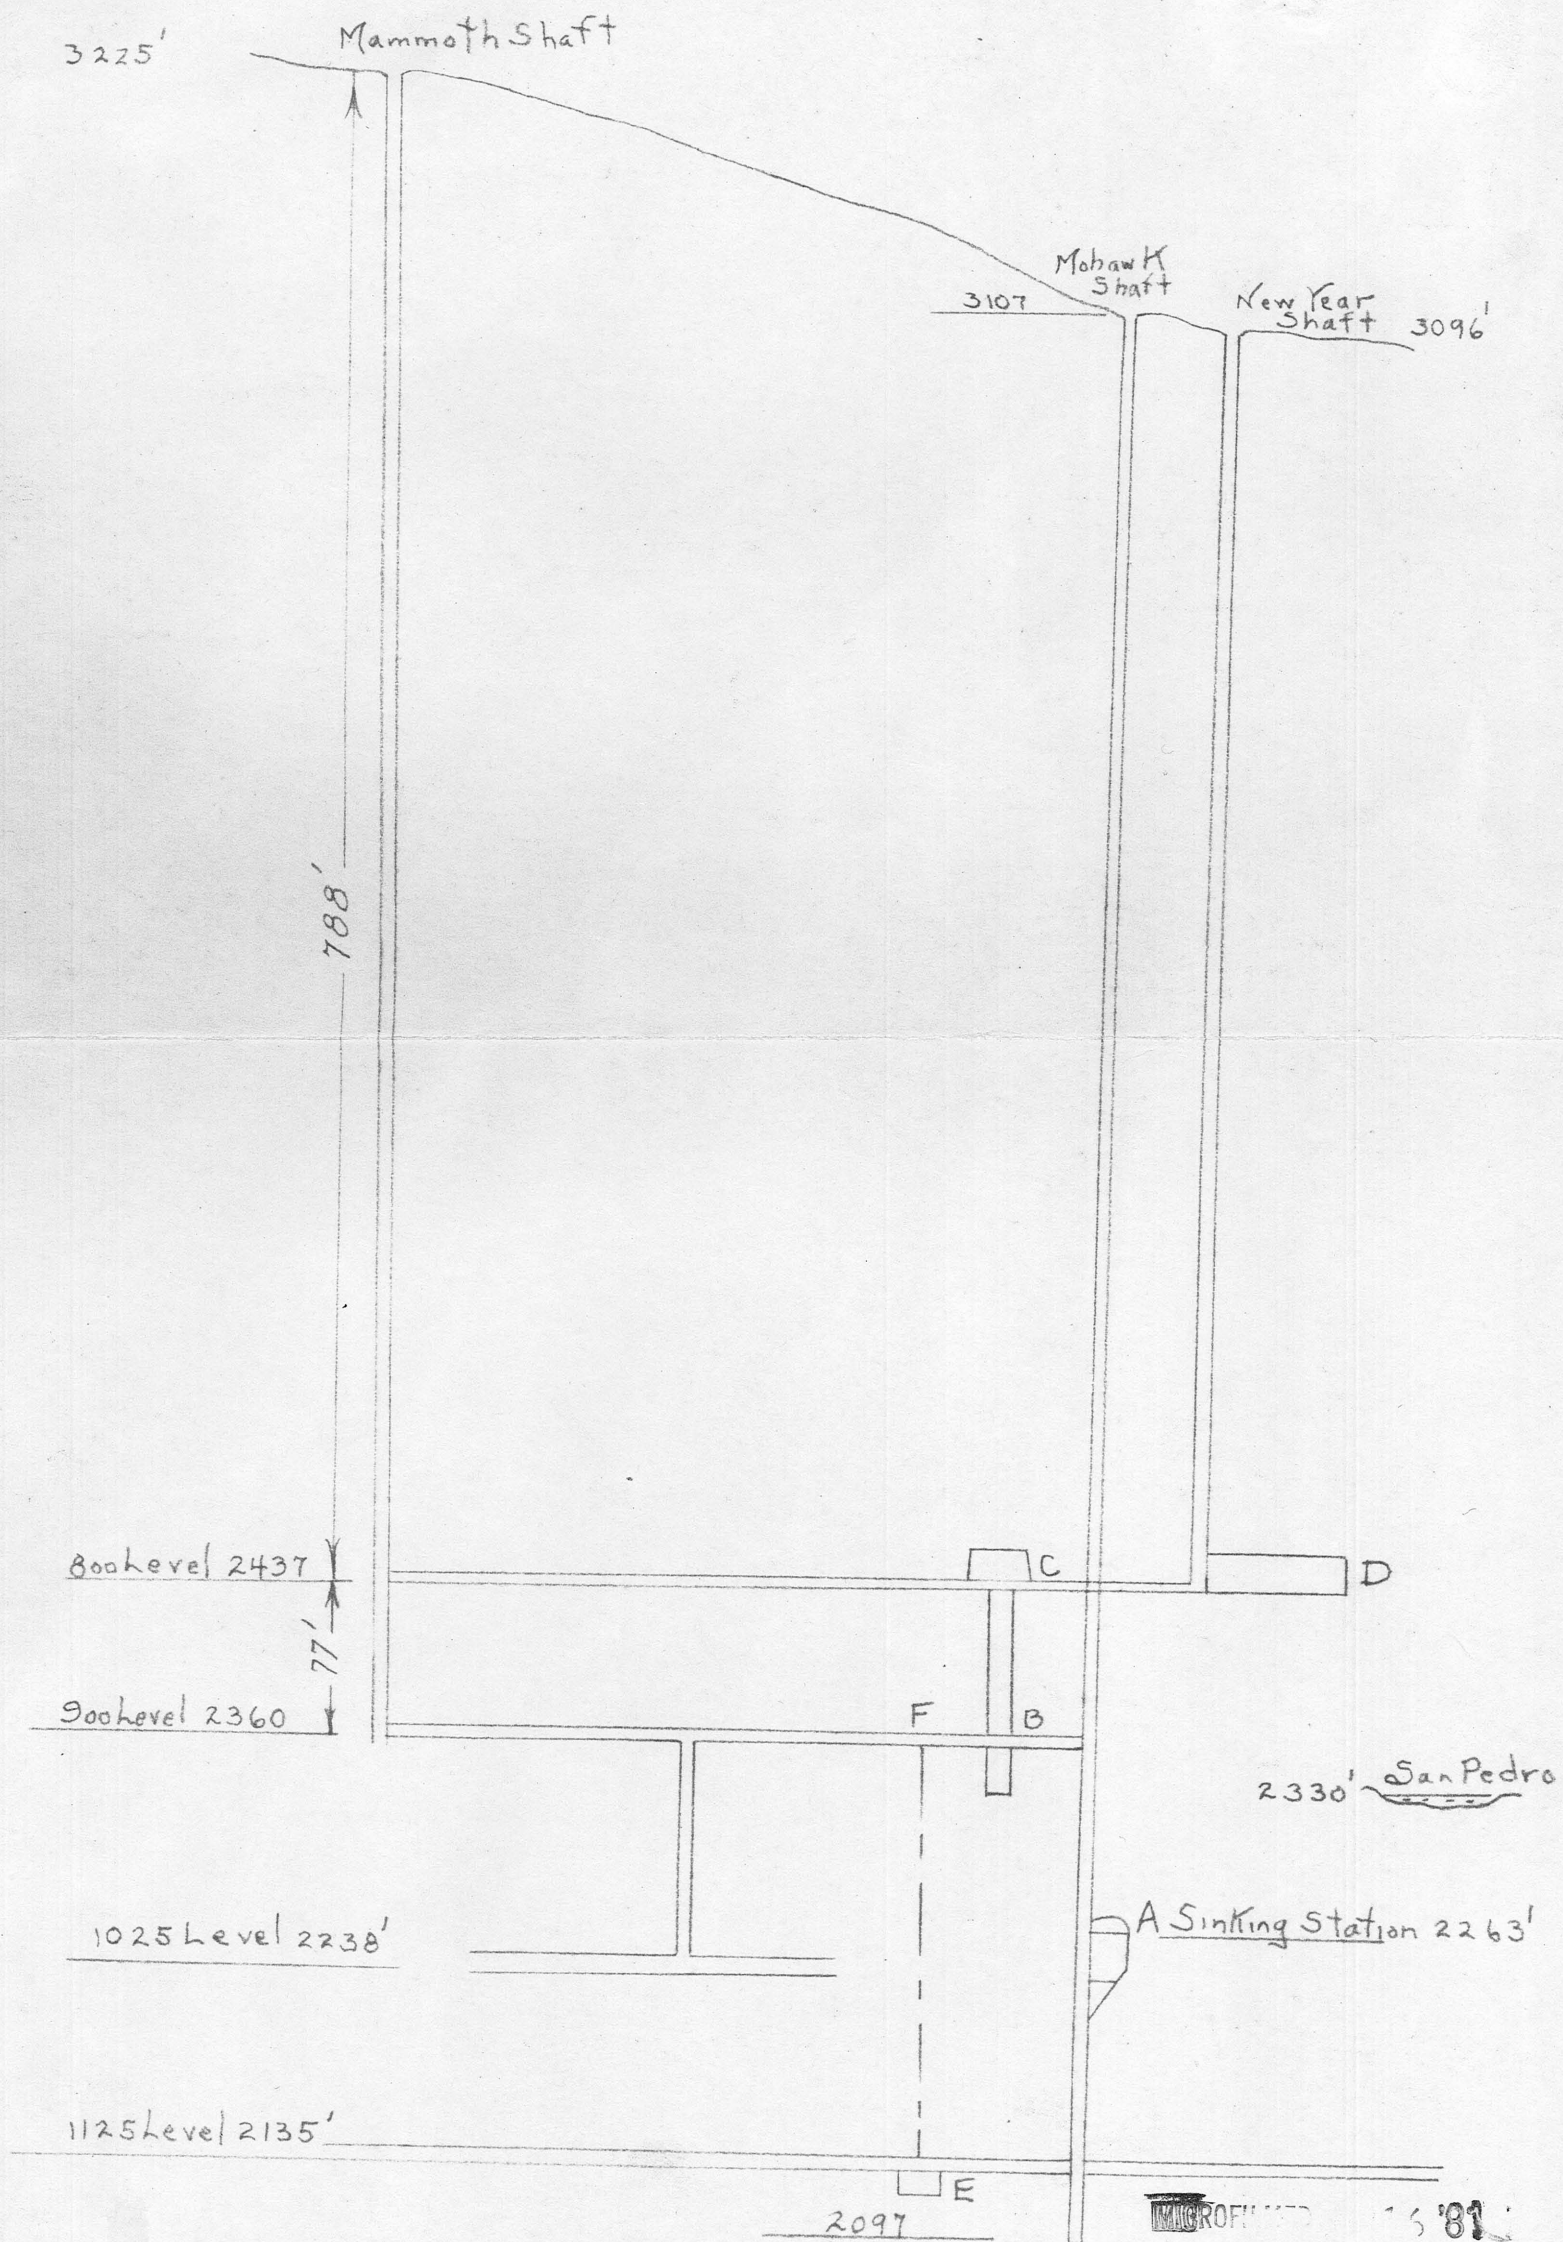 3225'
Mammoth Shaft
Mohawk
Shaft
3107
New Year
Shaft
3096'
788'
800 Level 2437
C
D
77'
900 Level 2360
F
B
2330'
San Pedro
1025 Level 2238'
A Sinking Station 2263'
1125 Level 2135'
E
2097
'81